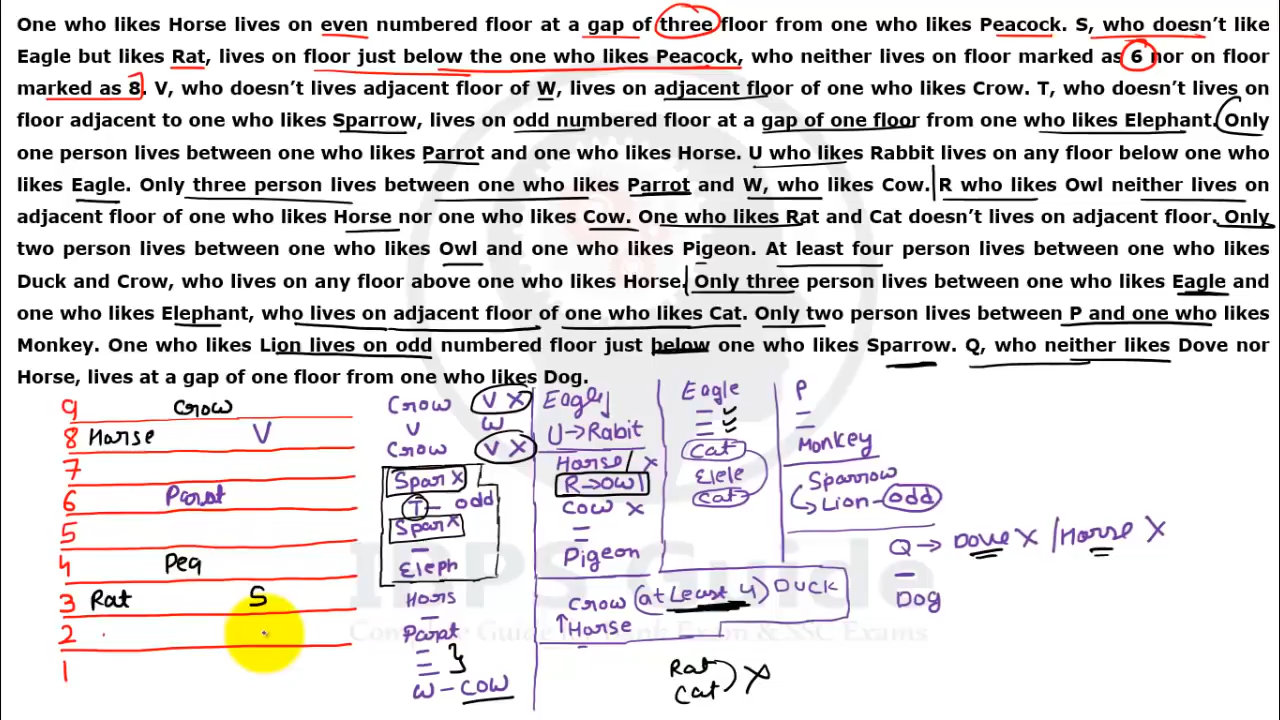 One who likes Horse lives on even numbered floor at a gap of three floor from one who likes Peacock. S, who doesn't like
Eagle but likes Rat, lives on floor just below the one who likes Peacock, who neither lives on floor marked as 6 nor on floor
marked as 8. V, who doesn't lives adjacent floor of W, lives on adjacent floor of one who likes Crow. T, who doesn't lives on
floor adjacent to one who likes Sparrow, lives on odd numbered floor at a gap of one floor from one who likes Elephant. Only
one person lives between one who likes Parrot and one who likes Horse. U who likes Rabbit lives on any floor below one who
likes Eagle. Only three person lives between one who likes Parrot and W, who likes Cow. R who likes Owl neither lives on
adjacent floor of one who likes Horse nor one who likes Cow. One who likes Rat and Cat doesn't lives on adjacent floor. Only
two person lives between one who likes Owl and one who likes Pigeon. At least four person lives between one who likes
Duck and Crow, who lives on any floor above one who likes Horse. Only three person lives between one who likes Eagle and
one who likes Elephant, who lives on adjacent floor of one who likes Cat. Only two person lives between P and one who likes
Monkey. One who likes Lion lives on odd numbered floor just below one who likes Sparrow. Q, who neither likes Dove nor
Horse, lives at a gap of one floor from one who likes Dog.
9 Crow
8 Horse V
7
6 Parot
5
4 Pea
3 Rat S
2
1
Crow V X
V W
Crow V X
Spar X
T - odd
Spar X
Eleph
Hors
Parot
W - COW
Eagle
U → Rabit
Horse / X
R → OWl
COW X
Pigeon
Crow (at Least 4) DUCK
↑ Horse
Eagle
Cat
Elele
Cat
Rat
Cat X
P
Monkey
Sparrow
Lion - odd
Q → Dove X / Horse X
Dog
IBPS Guide
Complete Guide for Bank Exam & SSC Exams